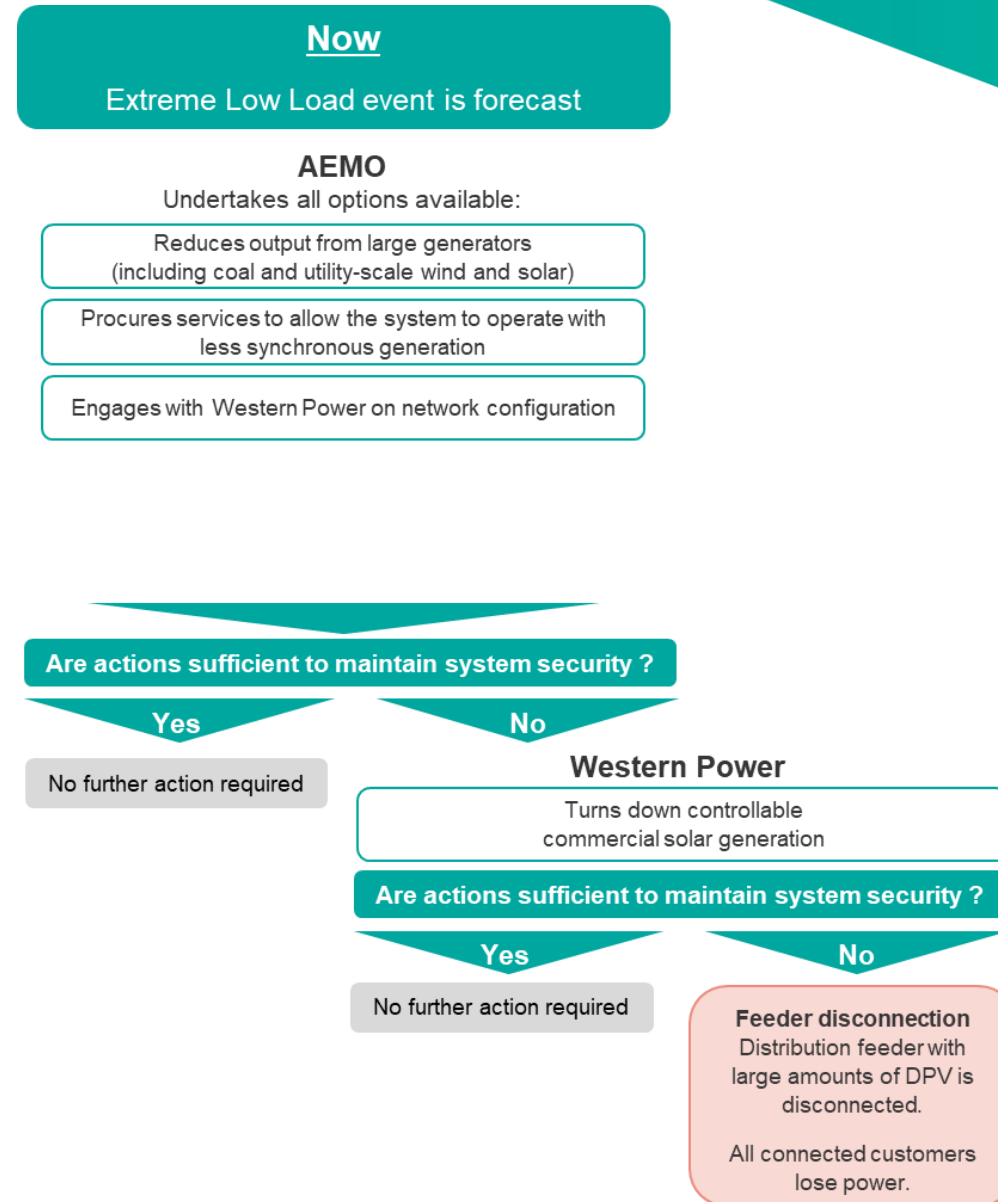 Now
Extreme Low Load event is forecast
AEMO
Undertakes all options available:
Reduces output from large generators
(including coal and utility-scale wind and solar)
Procures services to allow the system to operate with
less synchronous generation
Engages with Western Power on network configuration
Are actions sufficient to maintain system security ?
Yes
No
No further action required
Western Power
Turns down controllable
commercial solar generation
Are actions sufficient to maintain system security ?
Yes
No
No further action required
Feeder disconnection
Distribution feeder with
large amounts of DPV is
disconnected.
All connected customers
lose power.